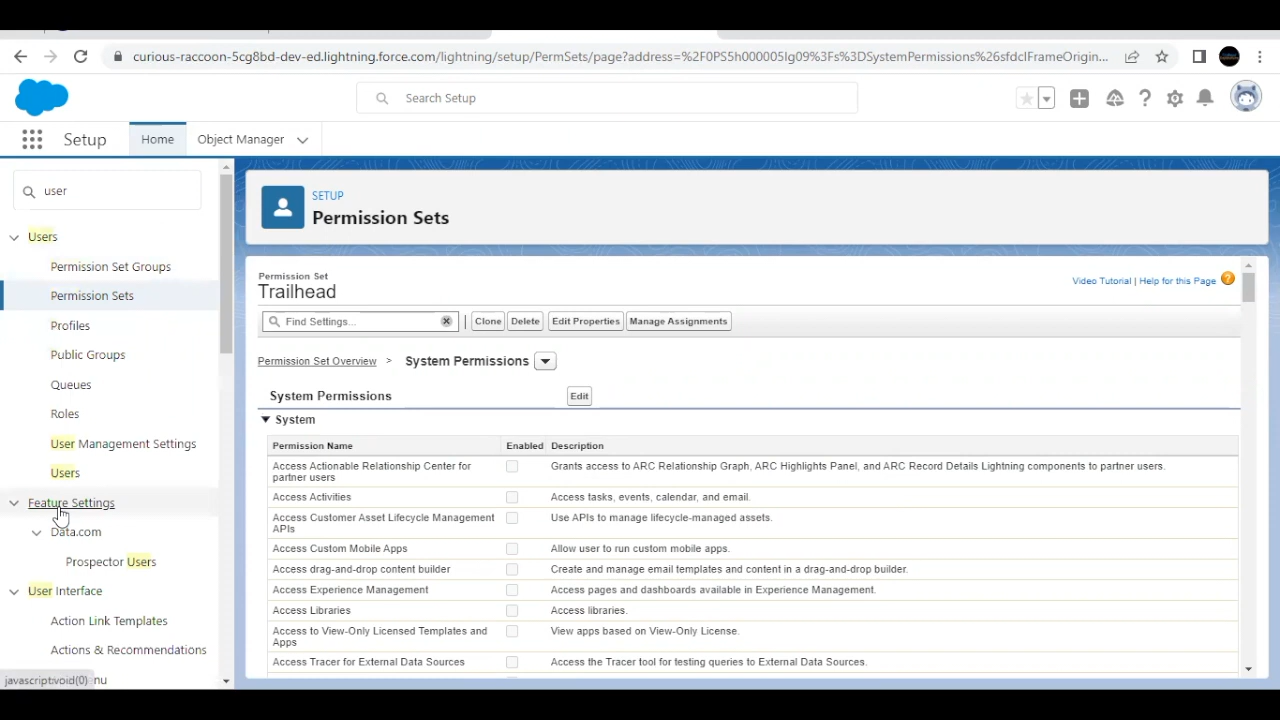 curious-raccoon-5cg8bd-dev-ed.lightning.force.com/lightning/setup/PermSets/page?address=%2F0PS5h000005lg09%3Fs%3DSystemPermissions%26sfdcIFrameOrigin...
Search Setup
Setup
Home
Object Manager
user
Users
Permission Set Groups
Permission Sets
Profiles
Public Groups
Queues
Roles
User Management Settings
Users
Feature Settings
Data.com
Prospector Users
User Interface
Action Link Templates
Actions & Recommendations
javascript:void(0)
nu
SETUP
Permission Sets
Permission Set
Trailhead
Video Tutorial | Help for this Page
Find Settings...
Clone
Delete
Edit Properties
Manage Assignments
Permission Set Overview > System Permissions
System Permissions
Edit
System
Permission Name Enabled Description
Access Actionable Relationship Center for
partner users
Grants access to ARC Relationship Graph, ARC Highlights Panel, and ARC Record Details Lightning components to partner users.
Access Activities
Access tasks, events, calendar, and email.
Access Customer Asset Lifecycle Management
APIs
Use APIs to manage lifecycle-managed assets.
Access Custom Mobile Apps
Allow user to run custom mobile apps.
Access drag-and-drop content builder
Create and manage email templates and content in a drag-and-drop builder.
Access Experience Management
Access pages and dashboards available in Experience Management.
Access Libraries
Access libraries.
Access to View-Only Licensed Templates and
Apps
View apps based on View-Only License.
Access Tracer for External Data Sources
Access the Tracer tool for testing queries to External Data Sources.